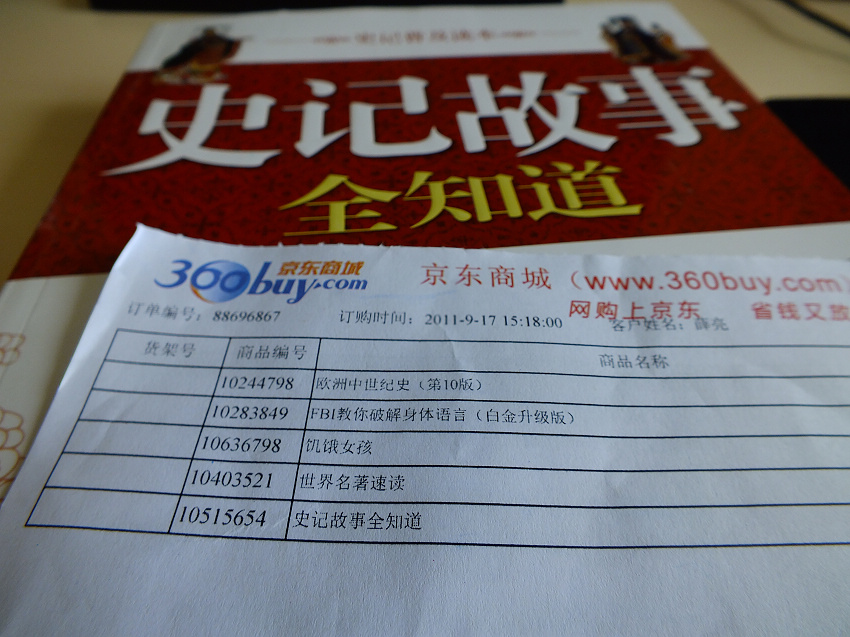 史记普及读本
史记故事
全知道
360buy.com 京东商城
京东商城（www.360buy.com）
网购上京东 省钱又放
订单编号：88696867 订购时间：2011-9-17 15:18:00 客户姓名：薛亮
货架号 商品编号 商品名称
10244798 欧洲中世纪史（第10版）
10283849 FBI教你破解身体语言（白金升级版）
10636798 饥饿女孩
10403521 世界名著速读
10515654 史记故事全知道